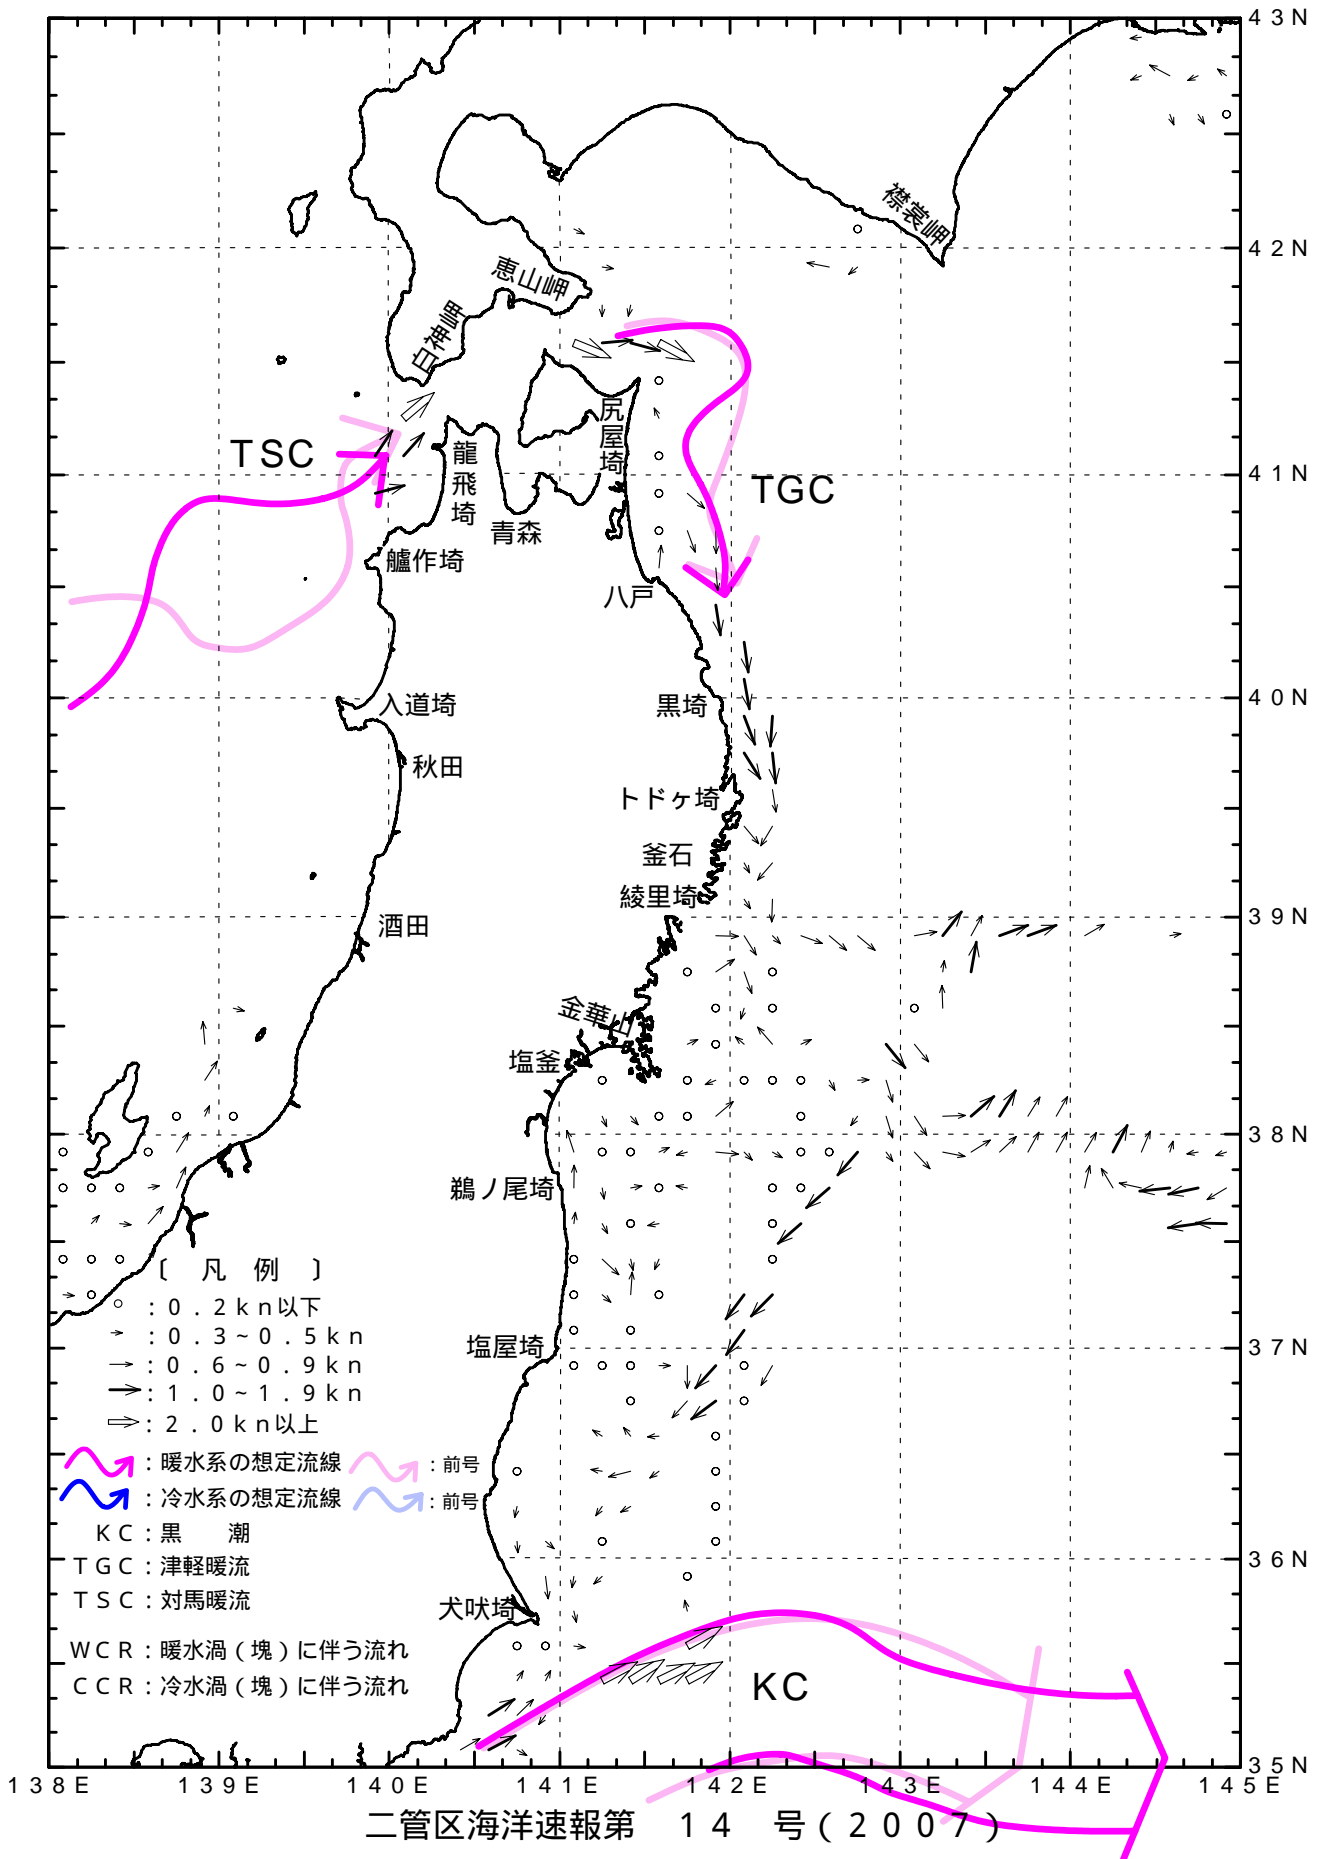 43N
襟裳岬
42N
恵山岬
白神岬
尻屋埼
TSC
龍飛埼
41N
TGC
青森
艫作埼
八戸
入道埼
黒埼
40N
秋田
トドヶ埼
釜石
綾里埼
39N
酒田
金華山
塩釜
38N
鵜ノ尾埼
〔 凡 例 〕
:0.2kn以下
:0.3~0.5kn
塩屋埼
37N
:0.6~0.9kn
:1.0~1.9kn
:2.0kn以上
:暖水系の想定流線 :前号
:冷水系の想定流線 :前号
KC:黒 潮
36N
TGC:津軽暖流
TSC:対馬暖流
犬吠埼
WCR:暖水渦(塊)に伴う流れ
CCR:冷水渦(塊)に伴う流れ
KC
35N
138E 139E 140E 141E 142E 143E 144E 145E
二管区海洋速報第 14 号(2007)